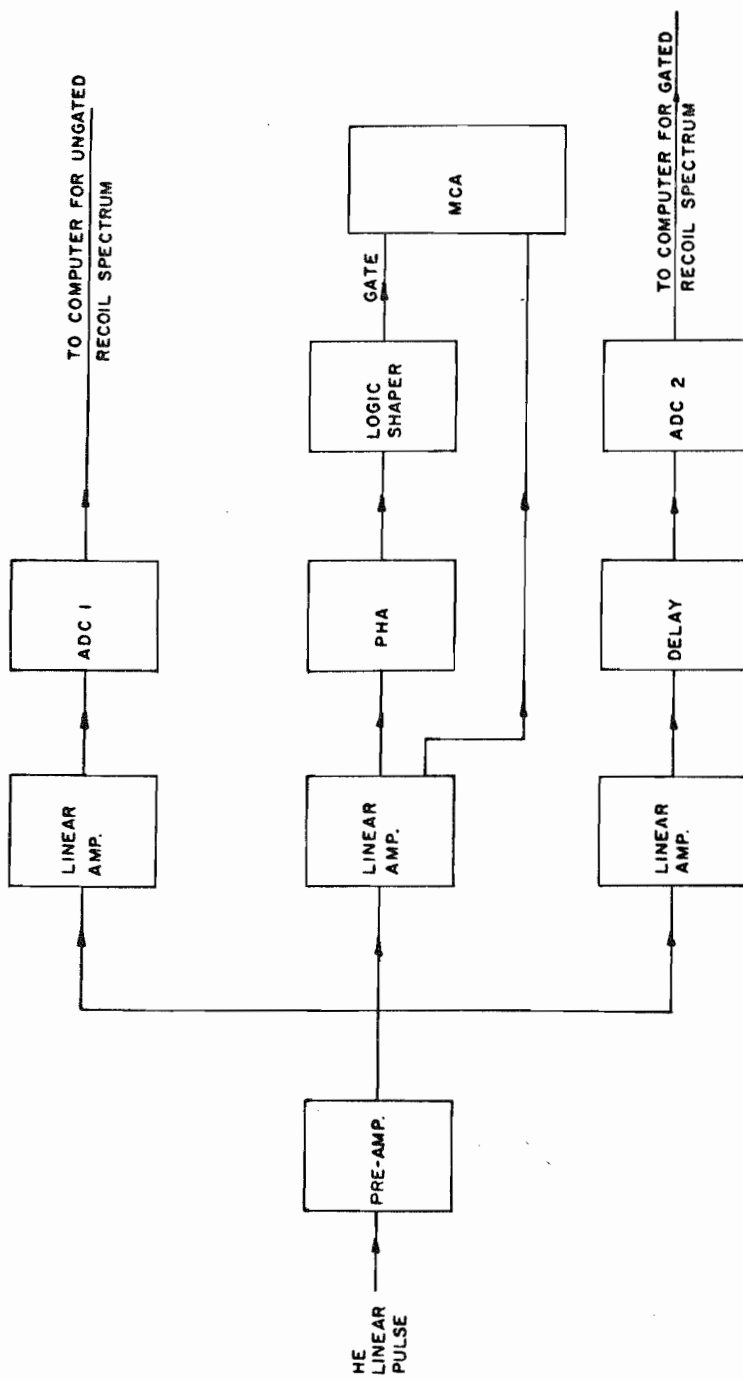 HE
LINEAR
PULSE
PRE-AMP.
LINEAR
AMP.
ADC 1
TO COMPUTER FOR UNGATED
RECOIL SPECTRUM
LINEAR
AMP.
PHA
LOGIC
SHAPER
GATE
MCA
LINEAR
AMP.
DELAY
ADC 2
TO COMPUTER FOR GATED
RECOIL SPECTRUM